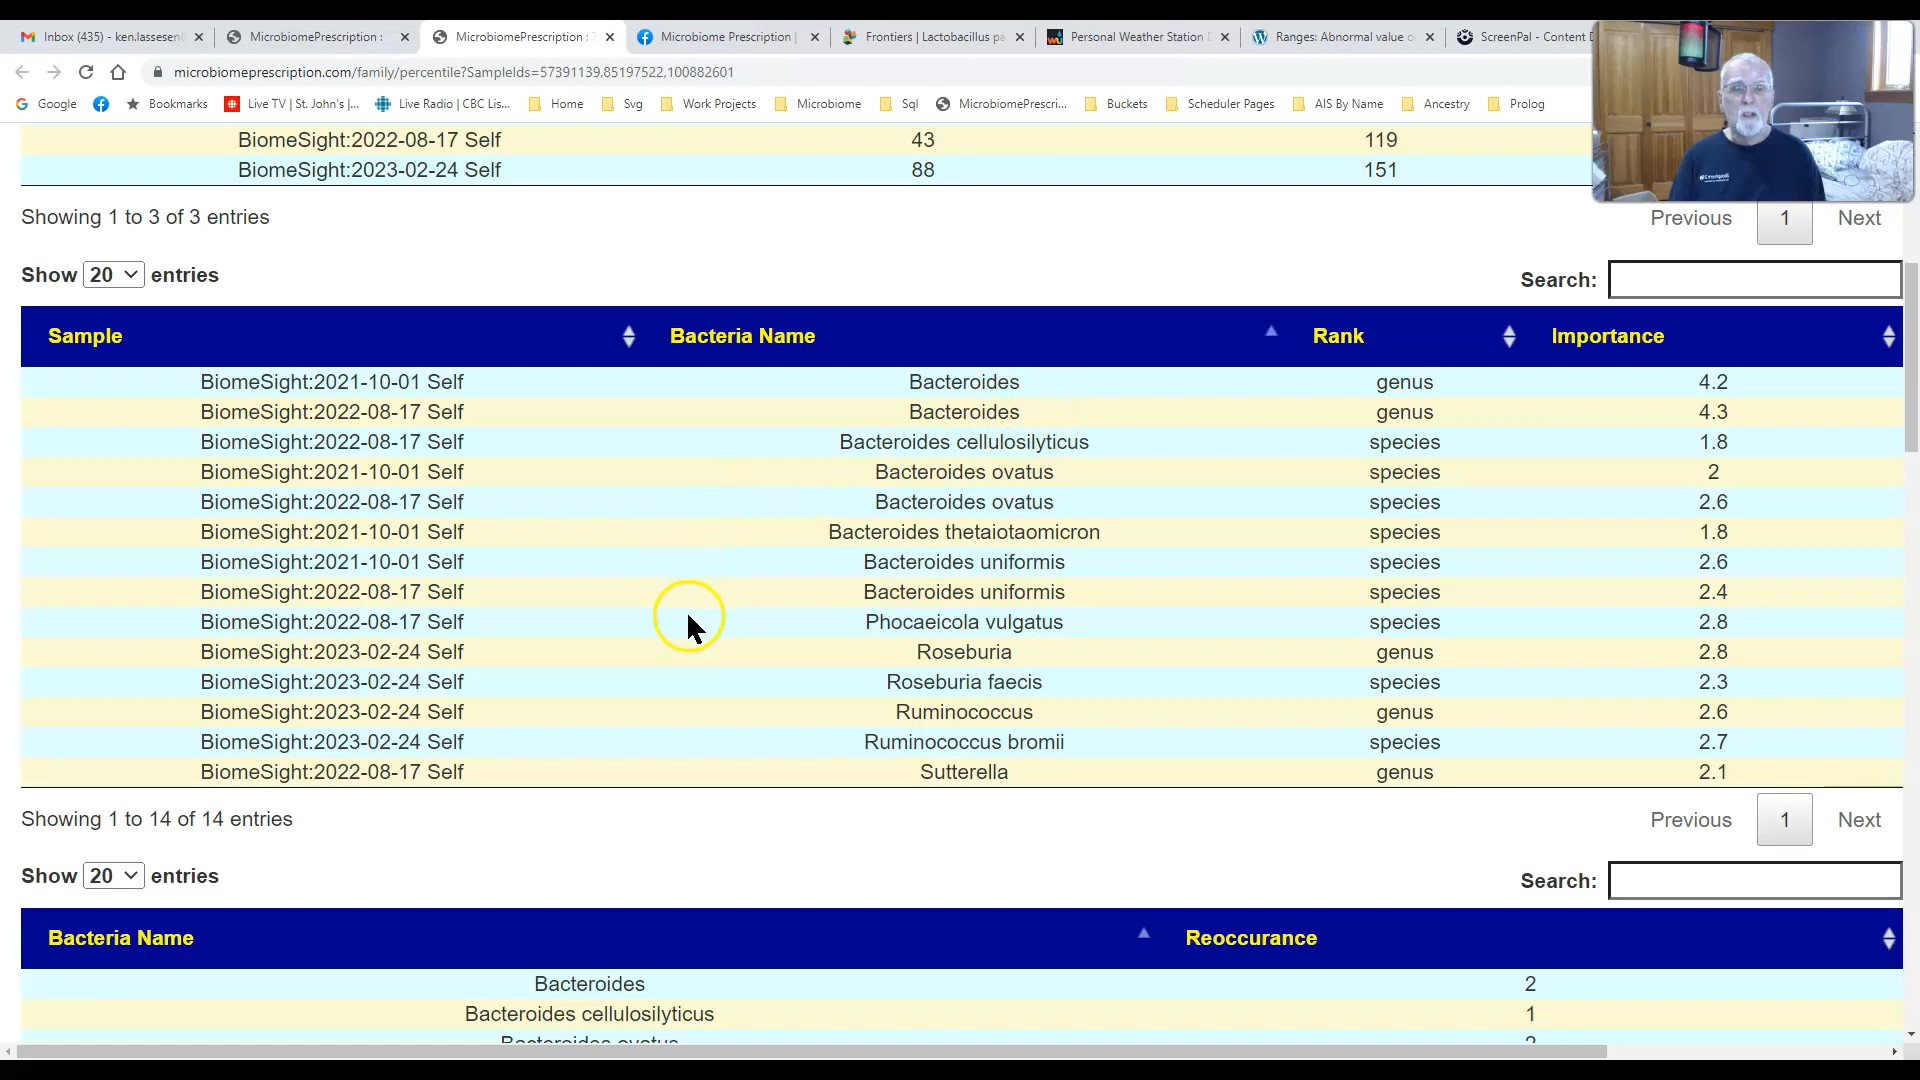 Inbox (435) - ken.lassesen
MicrobiomePrescription :
MicrobiomePrescription :
Microbiome Prescription |
Frontiers | Lactobacillus pa
Personal Weather Station D
Ranges: Abnormal value o
ScreenPal - Content D
microbiomeprescription.com/family/percentile?SampleIds=57391139,85197522,100882601
Google
Bookmarks
Live TV | St. John's |...
Live Radio | CBC Lis...
Home
Svg
Work Projects
Microbiome
Sql
MicrobiomePrescri...
Buckets
Scheduler Pages
AIS By Name
Ancestry
Prolog
BiomeSight:2022-08-17 Self 43 119
BiomeSight:2023-02-24 Self 88 151
Showing 1 to 3 of 3 entries
Previous 1 Next
Show 20 entries
Search:
Sample Bacteria Name Rank Importance
BiomeSight:2021-10-01 Self Bacteroides genus 4.2
BiomeSight:2022-08-17 Self Bacteroides genus 4.3
BiomeSight:2022-08-17 Self Bacteroides cellulosilyticus species 1.8
BiomeSight:2021-10-01 Self Bacteroides ovatus species 2
BiomeSight:2022-08-17 Self Bacteroides ovatus species 2.6
BiomeSight:2021-10-01 Self Bacteroides thetaiotaomicron species 1.8
BiomeSight:2021-10-01 Self Bacteroides uniformis species 2.6
BiomeSight:2022-08-17 Self Bacteroides uniformis species 2.4
BiomeSight:2022-08-17 Self Phocaeicola vulgatus species 2.8
BiomeSight:2023-02-24 Self Roseburia genus 2.8
BiomeSight:2023-02-24 Self Roseburia faecis species 2.3
BiomeSight:2023-02-24 Self Ruminococcus genus 2.6
BiomeSight:2023-02-24 Self Ruminococcus bromii species 2.7
BiomeSight:2022-08-17 Self Sutterella genus 2.1
Showing 1 to 14 of 14 entries
Previous 1 Next
Show 20 entries
Search:
Bacteria Name Reoccurance
Bacteroides 2
Bacteroides cellulosilyticus 1
Bacteroides ovatus 2